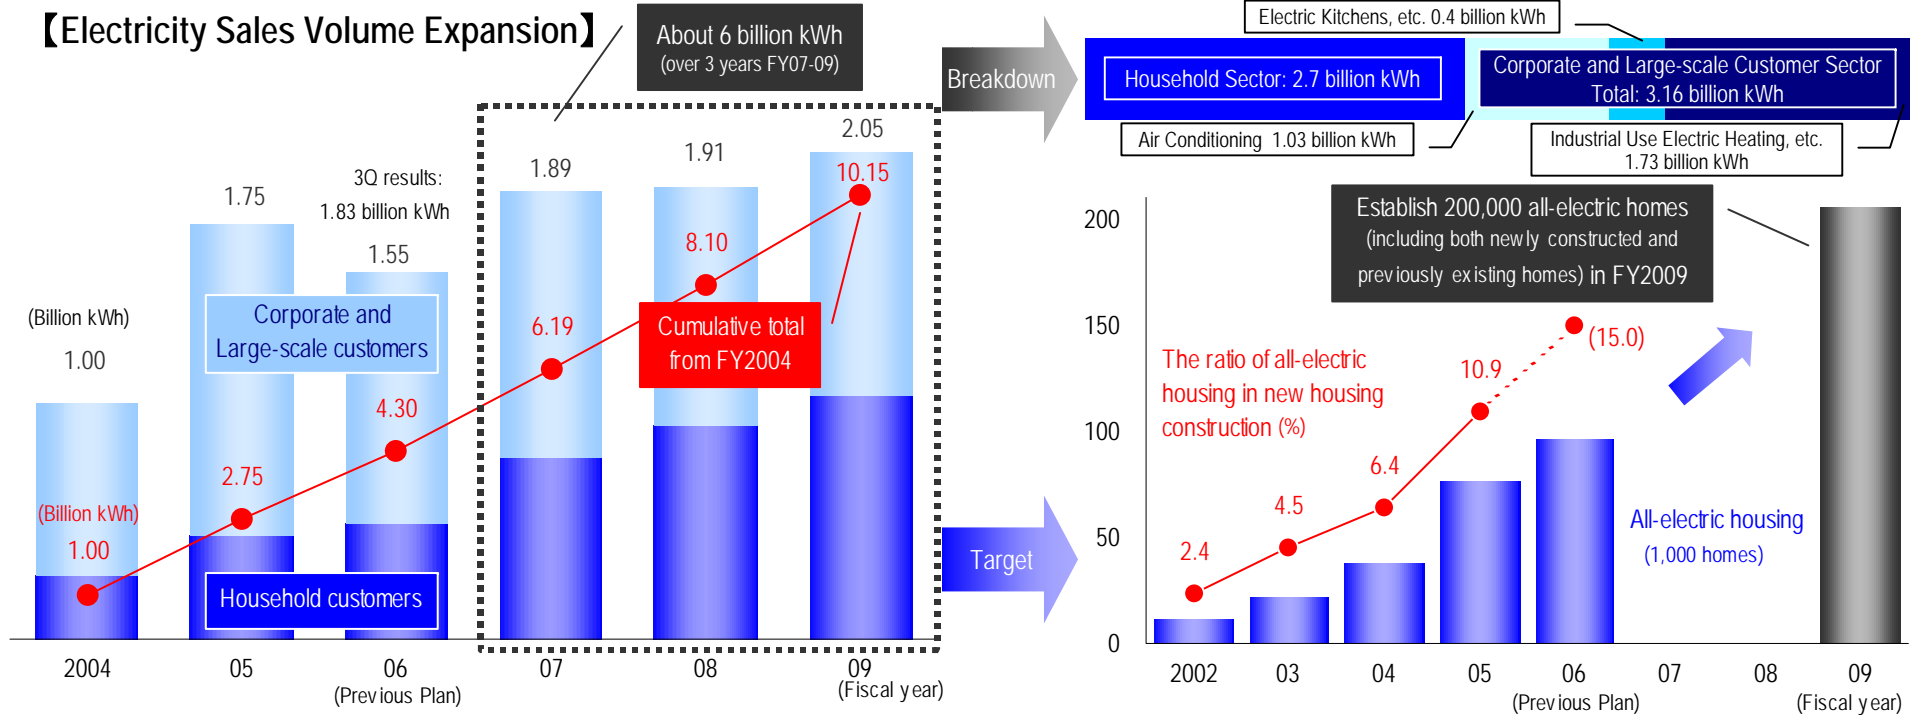 【Electricity Sales Volume Expansion】
About 6 billion kWh
(over 3 years FY07-09)
Breakdown
Electric Kitchens, etc. 0.4 billion kWh
Household Sector: 2.7 billion kWh
Corporate and Large-scale Customer Sector
Total: 3.16 billion kWh
Air Conditioning 1.03 billion kWh
Industrial Use Electric Heating, etc.
1.73 billion kWh
(Billion kWh)
1.00
1.75
3Q results:
1.83 billion kWh
1.55
1.89
1.91
2.05
Corporate and
Large-scale customers
(Billion kWh)
1.00
2.75
4.30
6.19
8.10
10.15
Cumulative total
from FY2004
Household customers
2004
05
06
(Previous Plan)
07
08
09
(Fiscal year)
Target
Establish 200,000 all-electric homes
(including both newly constructed and
previously existing homes) in FY2009
200
150
100
50
0
The ratio of all-electric
housing in new housing
construction (%)
2.4
4.5
6.4
10.9
(15.0)
All-electric housing
(1,000 homes)
2002
03
04
05
06
(Previous Plan)
07
08
09
(Fiscal year)